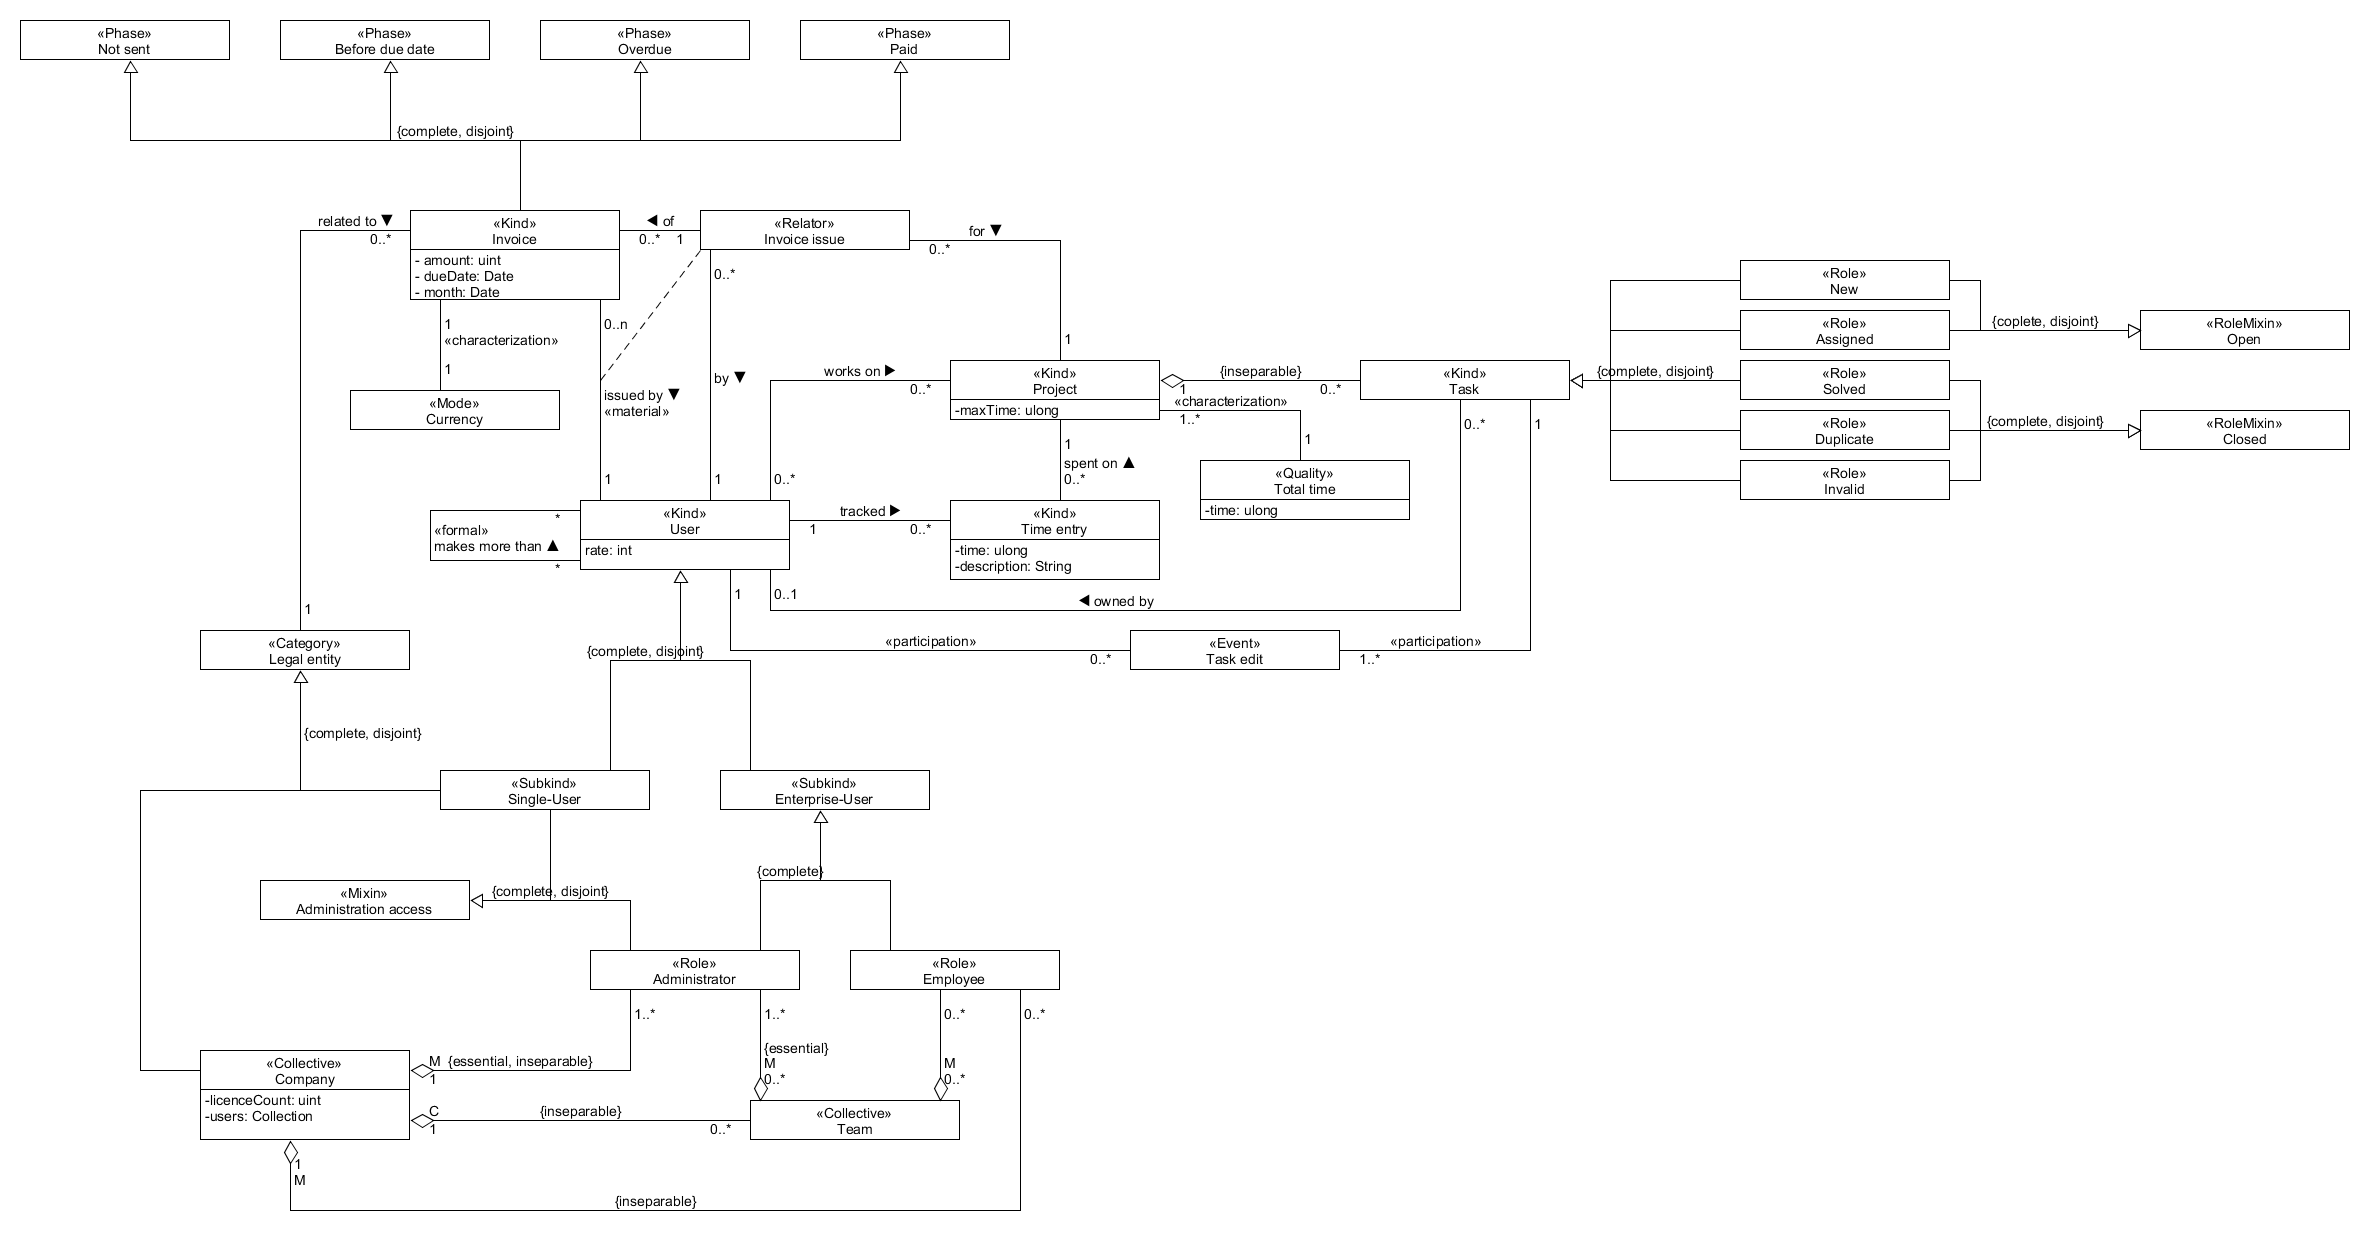 «Phase»
Not sent
«Phase»
Before due date
«Phase»
Overdue
«Phase»
Paid
{complete, disjoint}
related to ▼
0..*
«Kind»
Invoice
- amount: uint
- dueDate: Date
- month: Date
◀ of
0..* 1
«Relator»
Invoice issue
for ▼
0..*
0..*
1
«characterization»
1
«Mode»
Currency
0..n
issued by ▼
«material»
1
by ▼
1
1
works on ▶
0..*
0..*
«Kind»
Project
-maxTime: ulong
{inseparable}
1
0..*
«Kind»
Task
«characterization»
1..*
1
«Quality»
Total time
-time: ulong
1
spent on ▲
0..*
{complete, disjoint}
«Role»
New
«Role»
Assigned
«Role»
Solved
«Role»
Duplicate
«Role»
Invalid
{coplete, disjoint}
«RoleMixin»
Open
{complete, disjoint}
«RoleMixin»
Closed
0..*
1
*
«formal»
makes more than ▲
*
«Kind»
User
rate: int
tracked ▶
1
0..*
«Kind»
Time entry
-time: ulong
-description: String
1
0..1
◀ owned by
1
«Category»
Legal entity
{complete, disjoint}
«participation»
0..*
«Event»
Task edit
«participation»
1..*
{complete, disjoint}
«Subkind»
Single-User
«Subkind»
Enterprise-User
{complete}
«Mixin»
Administration access
{complete, disjoint}
«Role»
Administrator
«Role»
Employee
1..*
1..*
0..*
0..*
«Collective»
Company
-licenceCount: uint
-users: Collection
M {essential, inseparable}
1
{essential}
M
0..*
M
0..*
C
1
{inseparable}
0..*
«Collective»
Team
1
M
{inseparable}